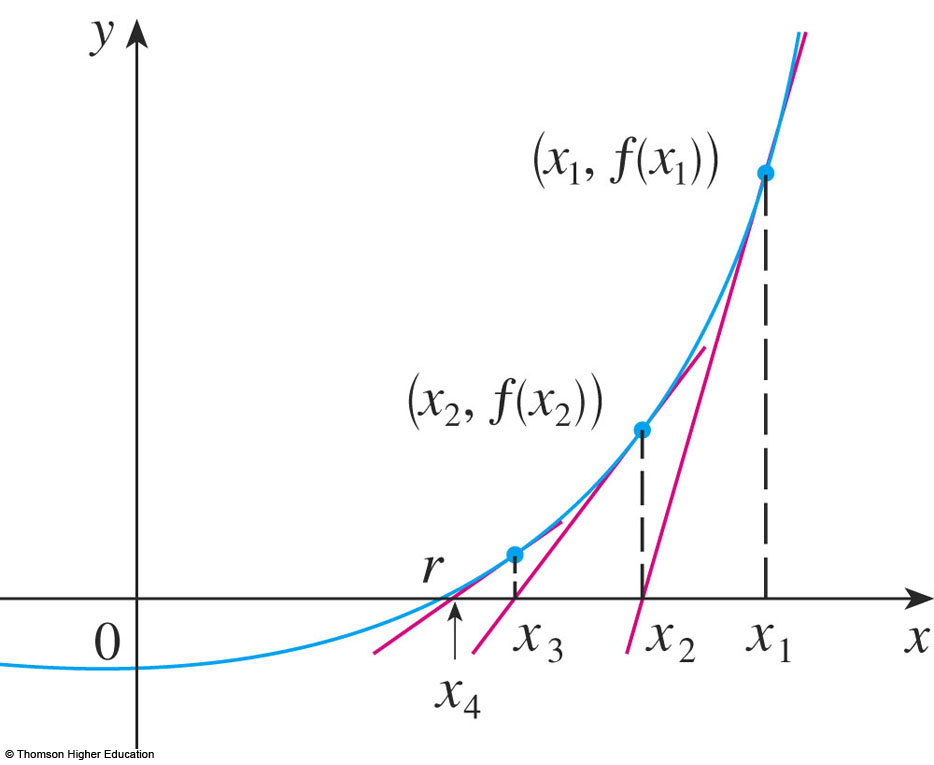 y
(x₁, f(x₁))
(x₂, f(x₂))
r
0
x₃
x₂
x₁
x
x₄
© Thomson Higher Education